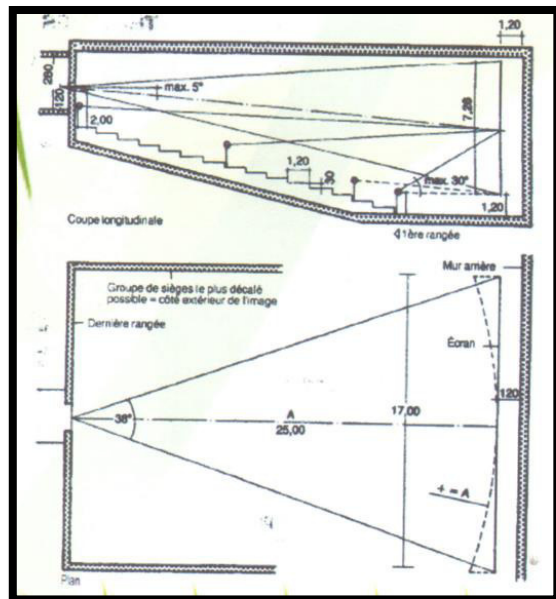 1,20
280
120
max. 5°
2,00
7,28
1,20
30
max. 30°
1,20
Coupe longitudinale
1ère rangée
Groupe de sièges le plus décalé
possible = côté extérieur de l'image
Mur arrière
Dernière rangée
Écran
38°
A
25,00
17,00
120
+ = A
Plan